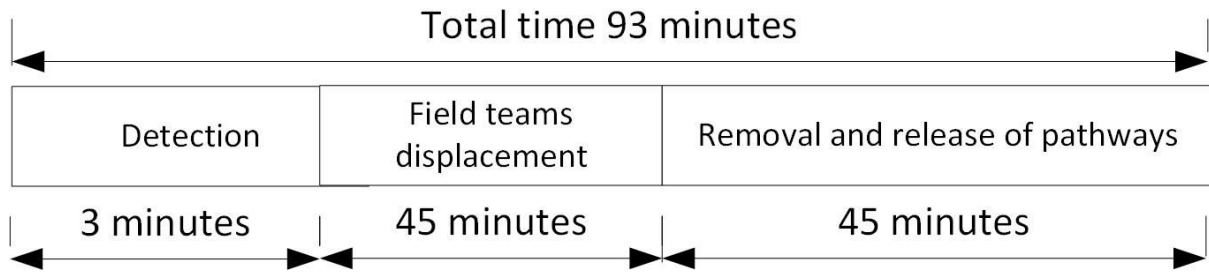 Total time 93 minutes
Detection
Field teams
displacement
Removal and release of pathways
3 minutes
45 minutes
45 minutes